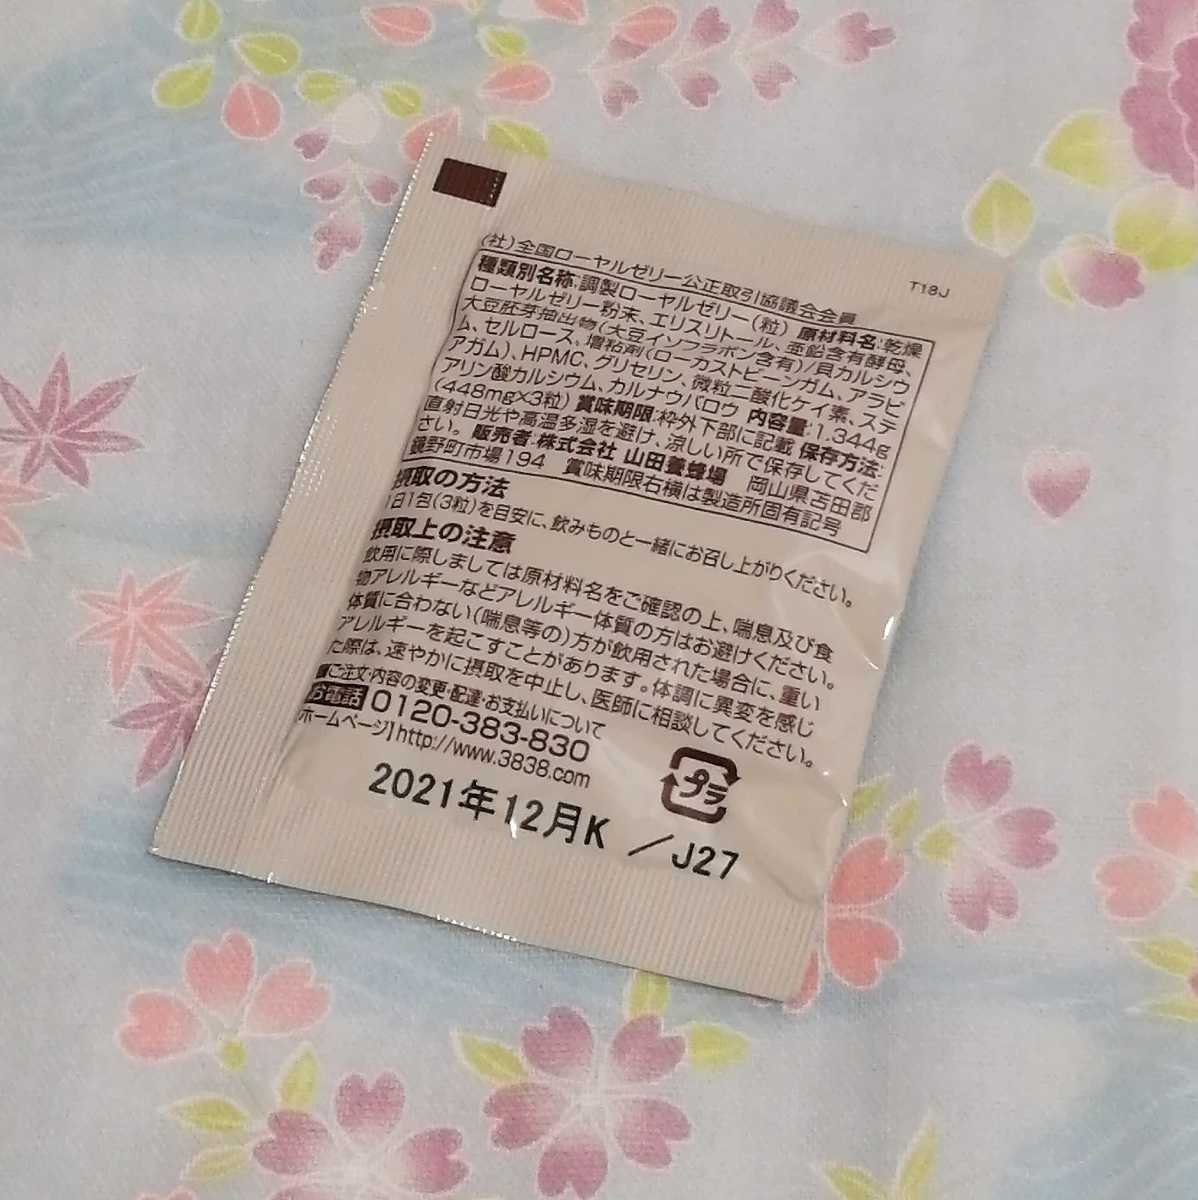 (社)全国ローヤルゼリー公正取引協議会会員
T18J
種類別名称:調製ローヤルゼリー(粒) 原材料名:乾燥
ローヤルゼリー粉末、エリスリトール、亜鉛含有酵母、
大豆胚芽抽出物(大豆イソフラボン含有)/貝カルシウ
ム、セルロース、増粘剤(ローカストビーンガム、アラビ
アガム)、HPMC、グリセリン、微粒二酸化ケイ素、ステ
アリン酸カルシウム、カルナウバロウ 内容量:1.344g
(448mg×3粒) 賞味期限:枠外下部に記載 保存方法:
直射日光や高温多湿を避け、涼しい所で保存してくだ
さい。 販売者:株式会社 山田養蜂場 岡山県苫田郡
鏡野町市場194 賞味期限右横は製造所固有記号
摂取の方法
1日1包(3粒)を目安に、飲みものと一緒にお召し上がりください。
摂取上の注意
飲用に際しましては原材料名をご確認の上、喘息及び食
物アレルギーなどアレルギー体質の方はお避けください。
体質に合わない(喘息等の)方が飲用された場合に、重い
アレルギーを起こすことがあります。体調に異変を感じ
た際は、速やかに摂取を中止し、医師に相談してください。
■ご注文・内容の変更・配達・お支払いについて
お電話 0120-383-830
ホームページ】http://www.3838.com
プラ
2021年12月K /J27